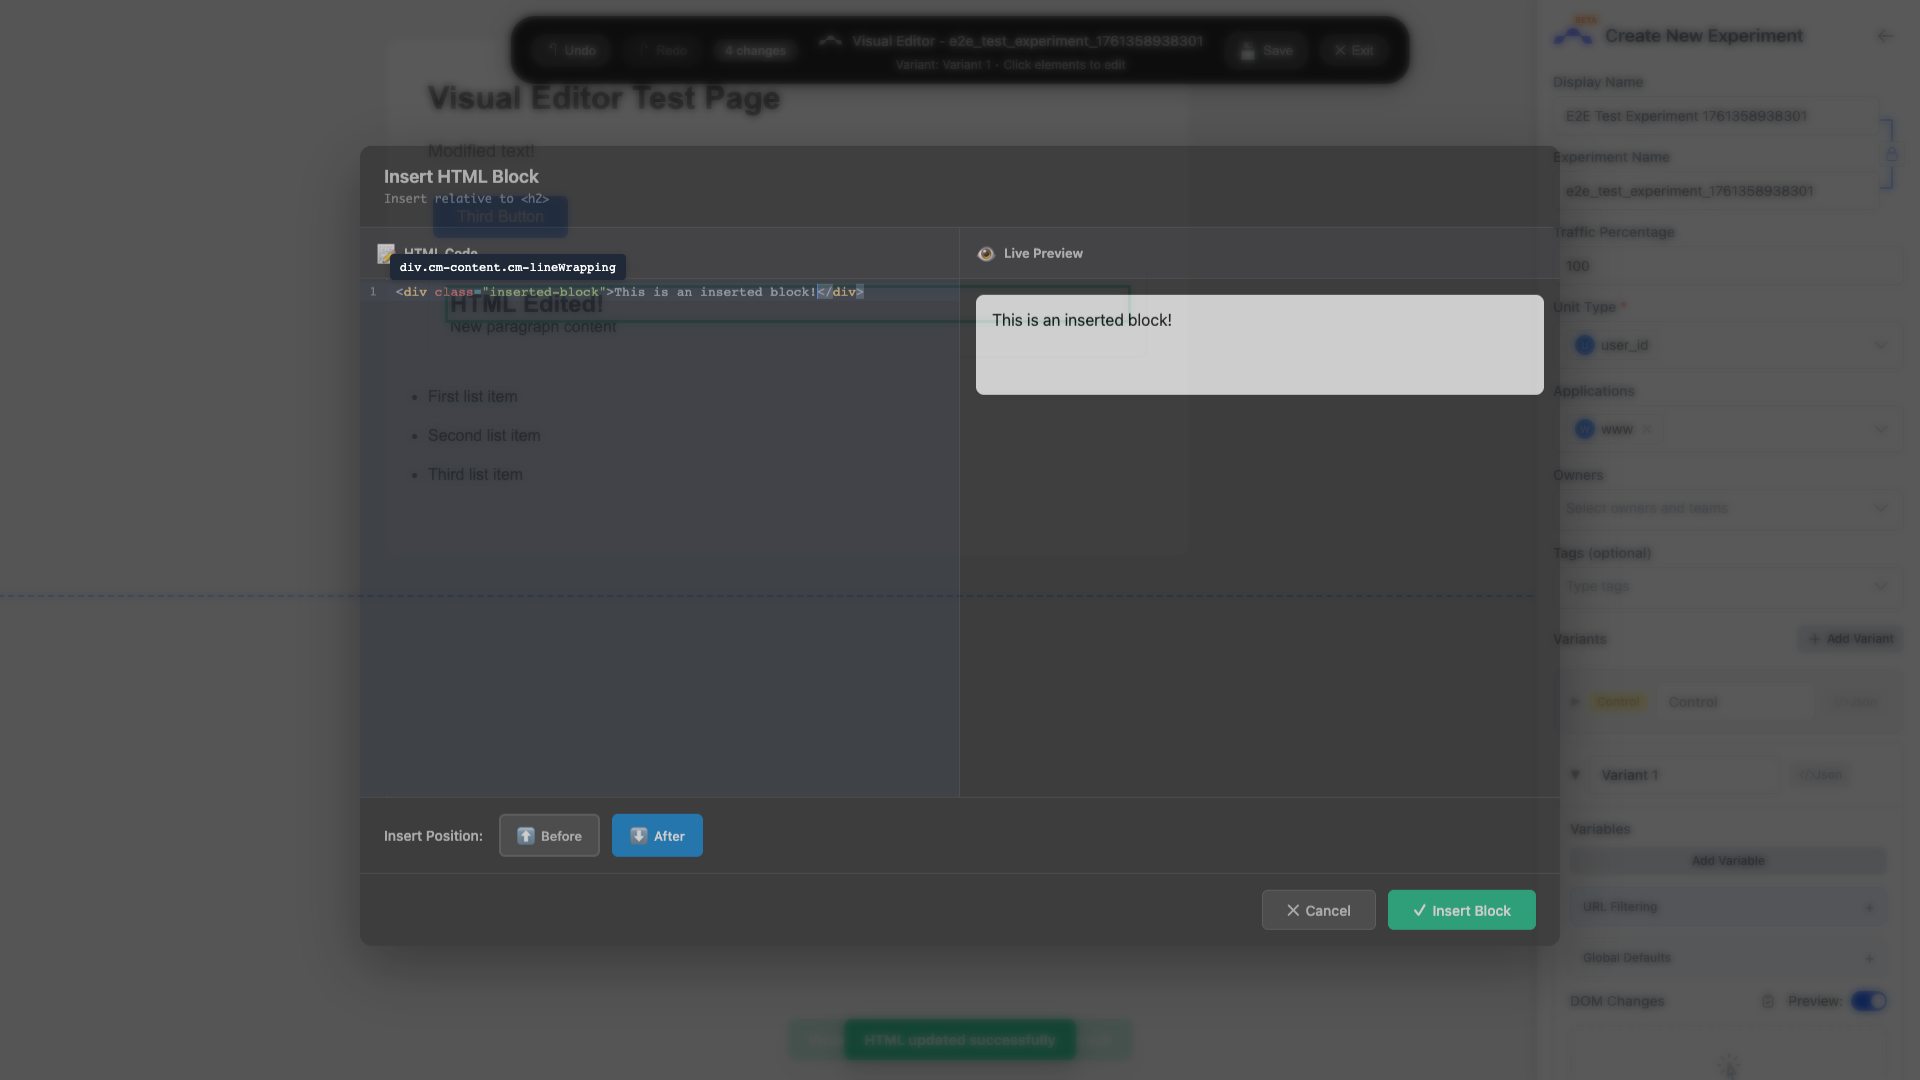 Undo
Redo
4 changes
Visual Editor - e2e_test_experiment_1761358938301
Variant: Variant 1 - Click elements to edit
Save
Exit
Visual Editor Test Page
Modified text!
Third Button
Insert HTML Block
Insert relative to <h2>
HTML Code
div.cm-content.cm-lineWrapping
1 <div class="inserted-block">This is an inserted block!</div>
HTML Edited!
New paragraph content
First list item
Second list item
Third list item
Live Preview
This is an inserted block!
Insert Position:
Before
After
Cancel
Insert Block
HTML updated successfully
BETA
Create New Experiment
Display Name
E2E Test Experiment 1761358938301
Experiment Name
e2e_test_experiment_1761358938301
Traffic Percentage
100
Unit Type *
user_id
Applications
W www
Owners
Select owners and teams
Tags (optional)
Type tags
Variants
+ Add Variant
Control
Control
Variant 1
Variables
Add Variable
URL Filtering +
Global Defaults +
DOM Changes
Preview: